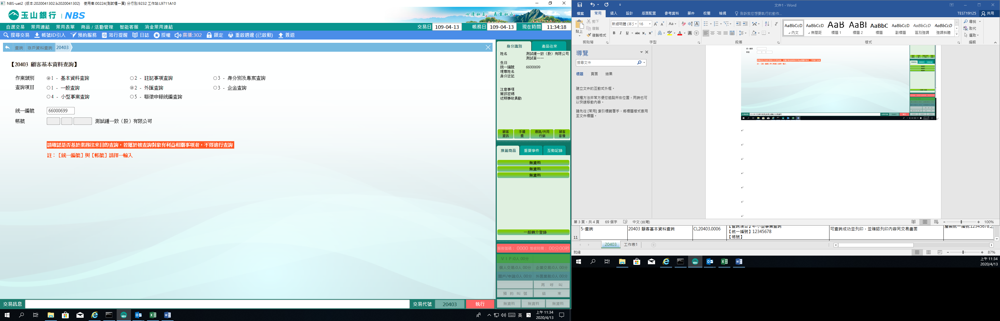 NBS-uat2 (版本:2020041302.b2020041302) 使用者:00224(測試櫃一寅) 分行別:9232 工作站:L9711A10
玉山銀行 | NBS
心清如玉, 義重如山
自選交易 常用連結 常用表單 商品/活動管理 智能客服 消金常用連結
交易日 109-04-13 帳務日 109-04-13 現在時間 11:34:18
搜尋交易 帳號ID引入 預約服務 蒞行提醒 日誌 授權 廣播:302 鎖定 重啟週邊 (已啟動) 簽退
查詢 存戶資料查詢 20403
【20403 顧客基本資料查詢】
作業類別 1 - 基本資料查詢 2 - 註記事項查詢 3 - 身分別及專案查詢
查詢項目 1 - 一般查詢 2 - 外匯查詢 3 - 企金查詢
4 - 小型事業查詢 5 - 聯徵申報統編查詢
統一編號 66000699
帳號 測試鍾一致（股）有限公司
請確認是否基於業務往來目的查詢，若屬於被查詢對象有利益相關事項者，不得進行查詢
註：［統一編號］與［帳號］請擇一輸入
身分識別 產品往來
姓名 測試鍾一致（股）有限公司
測試黃一一
生日
統一編號 66000699
理專姓名
身分註記
注意事項
簡訊密碼
近期事故異動
顧客資訊 手續費 通路/共同行銷 顧客影像
推薦商品 重要事件 互動記錄
無資料
無資料
無資料
一般轉介登錄
服務號碼： 0000 等候時間： 00分00秒
ＶＩＰ:0人 00分
個人交易:0人 00分 企業交易:0人 00分
開戶/申請:0人 00分 外匯業務:0人 00分
再 呼 叫
預 約 叫 號 結 束
無資料 無資料 無資料
交易訊息 交易代號 20403 執行
英
上午 11:34
2020/4/13
文件1 - Word
檔案 常用 插入 設計 版面配置 參考資料 郵件 校閱 檢視 告訴我您想要執行的動作... TEST19125 共用
貼上 剪下
複製
複製格式
剪貼簿
新細明體 (本文 16
字型
段落
AaBbCcD AaBbCcD AaB AaBl AaBbC AaBbCcD AaBbCcD AaBbCcD
內文 無間距 標題 1 標題 2 標題 副標題 區別強調 強調斜體
樣式
尋找
取代
選取
編輯
導覽
搜尋文件
標題 頁面 結果
建立文件的互動式外框。
這種方法非常方便您追蹤所在位置，同時也可以快速移動內容。
請先從 [常用] 索引標籤著手，將標題樣式套用至文件標題。
第 3 頁，共 4 頁 69 個字 中文 (台灣) 100%
11 5-查詢 20403 顧客基本資料查詢 CL20403.0006
【查詢項目】4-小型事業查詢
【統一編號】12345678
【帳號】
可查詢成功並列印，並確認列印內容同交易畫面
20403 工作表1
就緒 87%
上午 11:34
2020/4/13